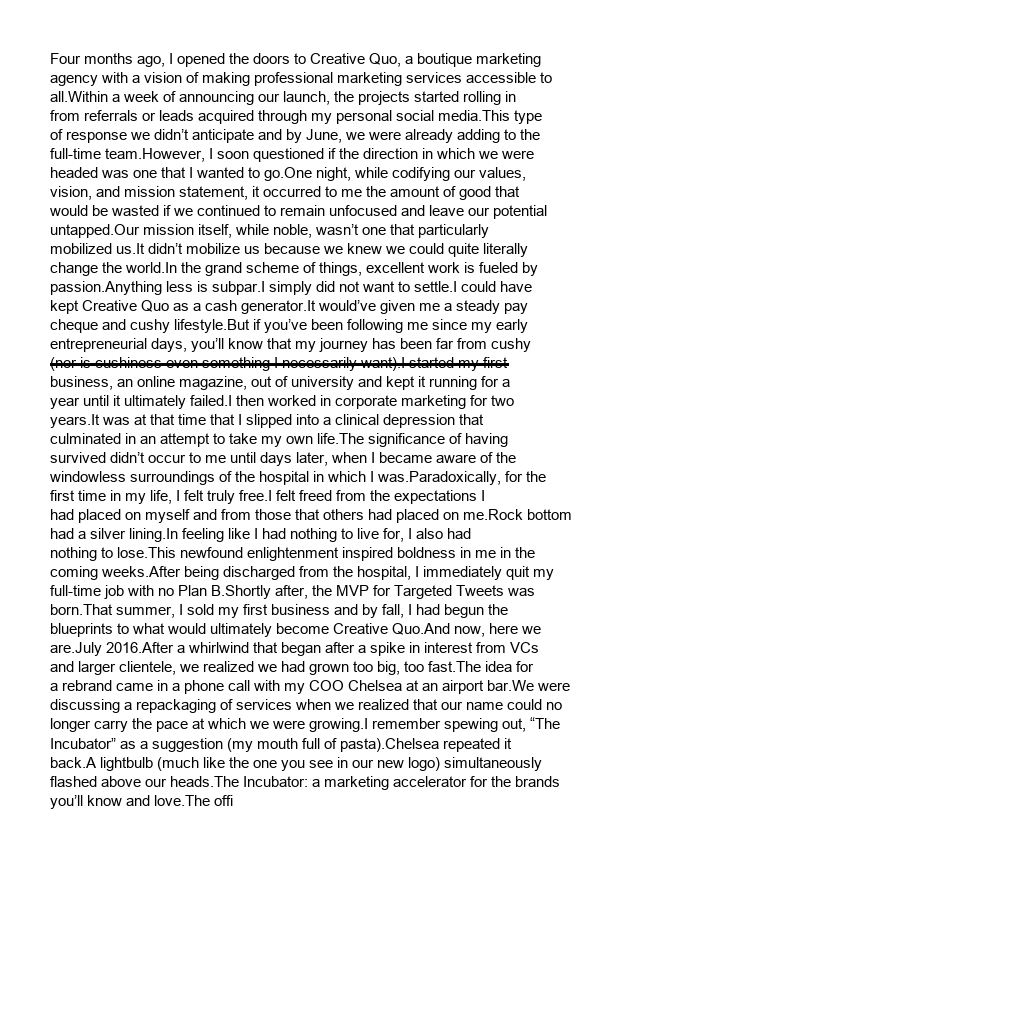 Four months ago, I opened the doors to Creative Quo, a boutique marketing
agency with a vision of making professional marketing services accessible to
all.Within a week of announcing our launch, the projects started rolling in
from referrals or leads acquired through my personal social media.This type
of response we didn’t anticipate and by June, we were already adding to the
full-time team.However, I soon questioned if the direction in which we were
headed was one that I wanted to go.One night, while codifying our values,
vision, and mission statement, it occurred to me the amount of good that
would be wasted if we continued to remain unfocused and leave our potential
untapped.Our mission itself, while noble, wasn’t one that particularly
mobilized us.It didn’t mobilize us because we knew we could quite literally
change the world.In the grand scheme of things, excellent work is fueled by
passion.Anything less is subpar.I simply did not want to settle.I could have
kept Creative Quo as a cash generator.It would’ve given me a steady pay
cheque and cushy lifestyle.But if you’ve been following me since my early
entrepreneurial days, you’ll know that my journey has been far from cushy
(nor is cushiness even something I necessarily want).I started my first
business, an online magazine, out of university and kept it running for a
year until it ultimately failed.I then worked in corporate marketing for two
years.It was at that time that I slipped into a clinical depression that
culminated in an attempt to take my own life.The significance of having
survived didn’t occur to me until days later, when I became aware of the
windowless surroundings of the hospital in which I was.Paradoxically, for the
first time in my life, I felt truly free.I felt freed from the expectations I
had placed on myself and from those that others had placed on me.Rock bottom
had a silver lining.In feeling like I had nothing to live for, I also had
nothing to lose.This newfound enlightenment inspired boldness in me in the
coming weeks.After being discharged from the hospital, I immediately quit my
full-time job with no Plan B.Shortly after, the MVP for Targeted Tweets was
born.That summer, I sold my first business and by fall, I had begun the
blueprints to what would ultimately become Creative Quo.And now, here we
are.July 2016.After a whirlwind that began after a spike in interest from VCs
and larger clientele, we realized we had grown too big, too fast.The idea for
a rebrand came in a phone call with my COO Chelsea at an airport bar.We were
discussing a repackaging of services when we realized that our name could no
longer carry the pace at which we were growing.I remember spewing out, “The
Incubator” as a suggestion (my mouth full of pasta).Chelsea repeated it
back.A lightbulb (much like the one you see in our new logo) simultaneously
flashed above our heads.The Incubator: a marketing accelerator for the brands
you’ll know and love.The offi